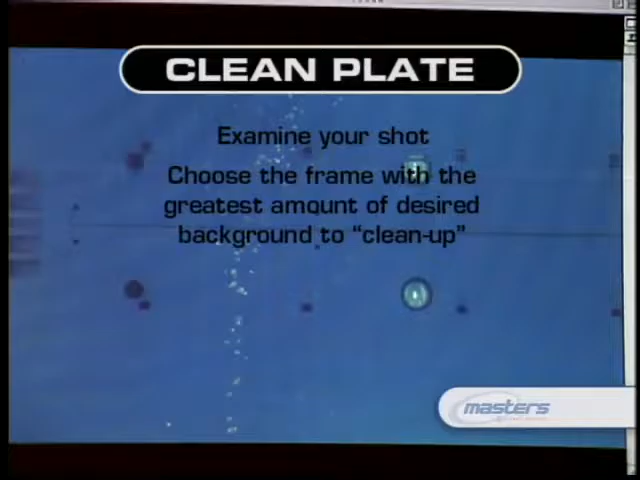 CLEAN PLATE
Examine your shot
Choose the frame with the
greatest amount of desired
background to “clean-up”
masters